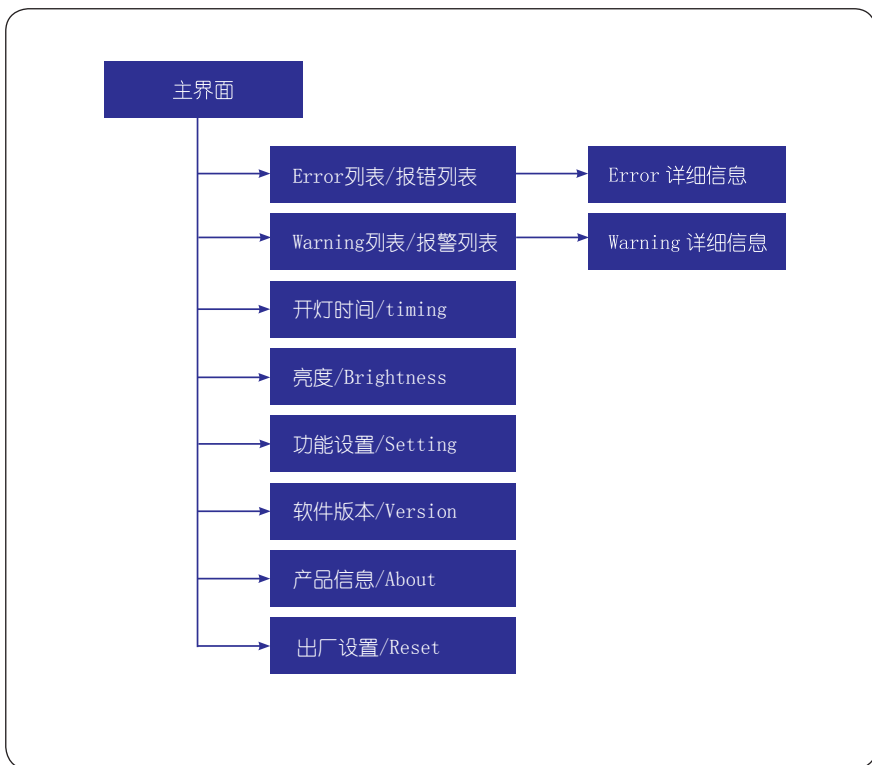 主界面
Error列表/报错列表
Error 详细信息
Warning列表/报警列表
Warning 详细信息
开灯时间/timing
亮度/Brightness
功能设置/Setting
软件版本/Version
产品信息/About
出厂设置/Reset